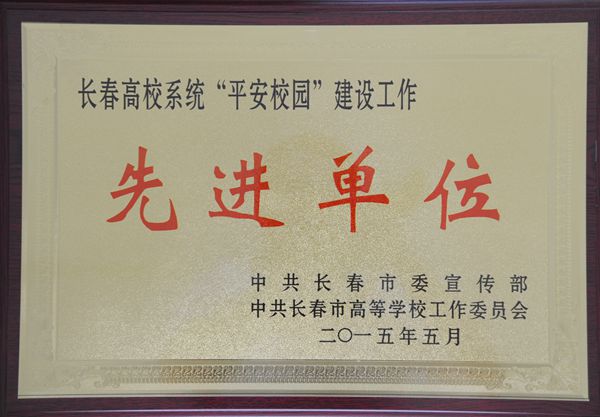 长春高校系统“平安校园”建设工作
先进单位
中共长春市委宣传部
中共长春市高等学校工作委员会
二〇一五年五月